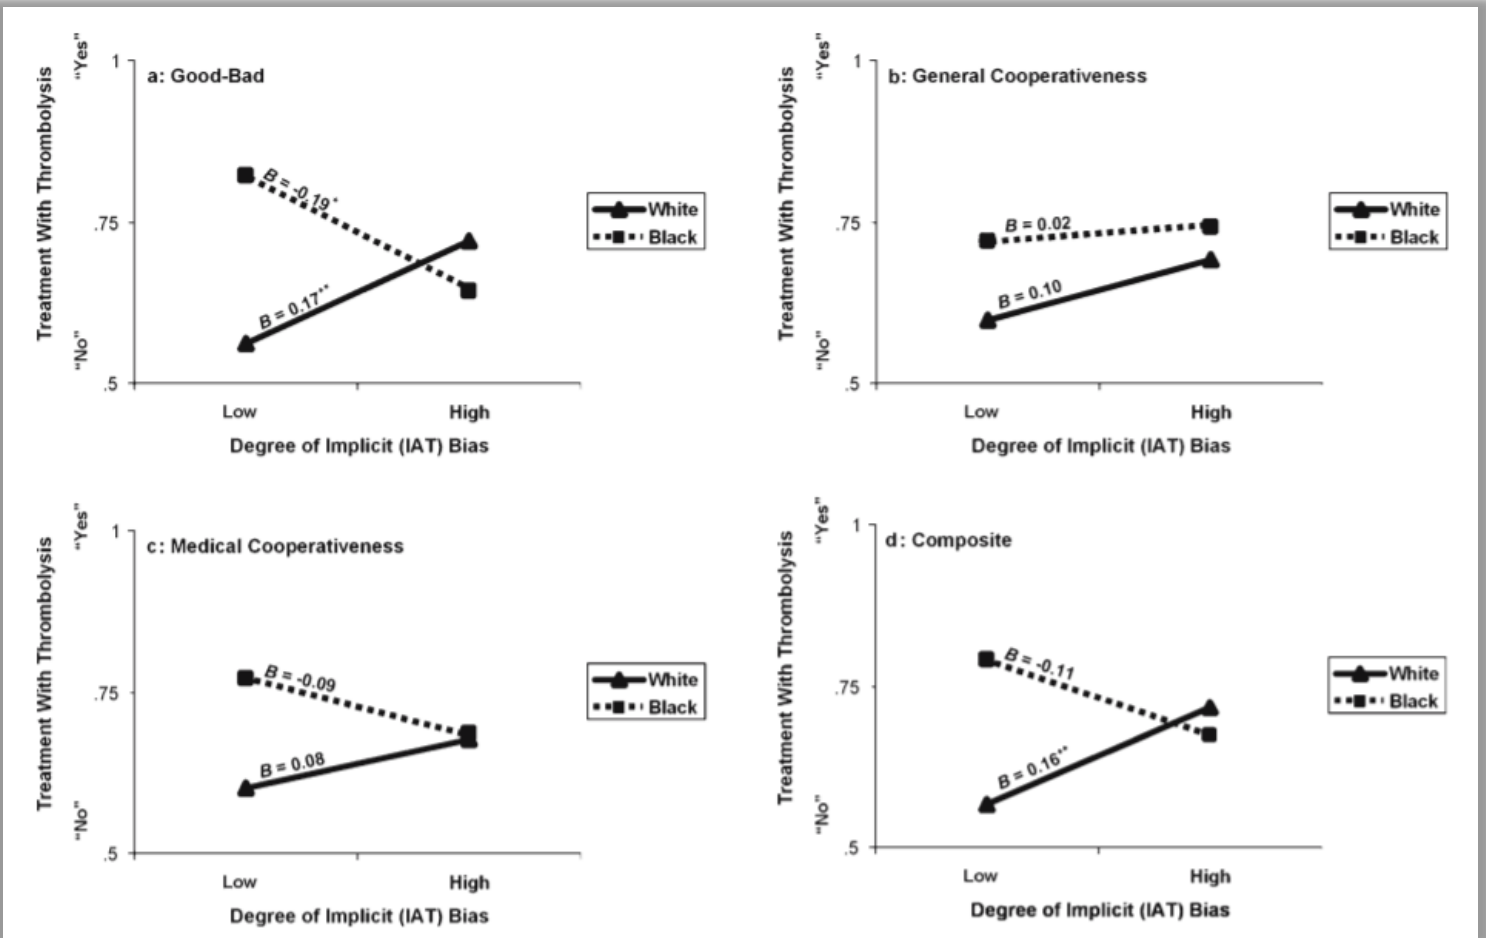 a: Good-Bad
Treatment With Thrombolysis
"Yes"
"No"
1
.75
.5
B = -0.19*
B = 0.17**
White
Black
Low High
Degree of Implicit (IAT) Bias
b: General Cooperativeness
Treatment With Thrombolysis
"Yes"
"No"
1
.75
.5
B = 0.02
B = 0.10
White
Black
Low High
Degree of Implicit (IAT) Bias
c: Medical Cooperativeness
Treatment With Thrombolysis
"Yes"
"No"
1
.75
.5
B = -0.09
B = 0.08
White
Black
Low High
Degree of Implicit (IAT) Bias
d: Composite
Treatment With Thrombolysis
"Yes"
"No"
1
.75
.5
B = -0.11
B = 0.16**
White
Black
Low High
Degree of Implicit (IAT) Bias